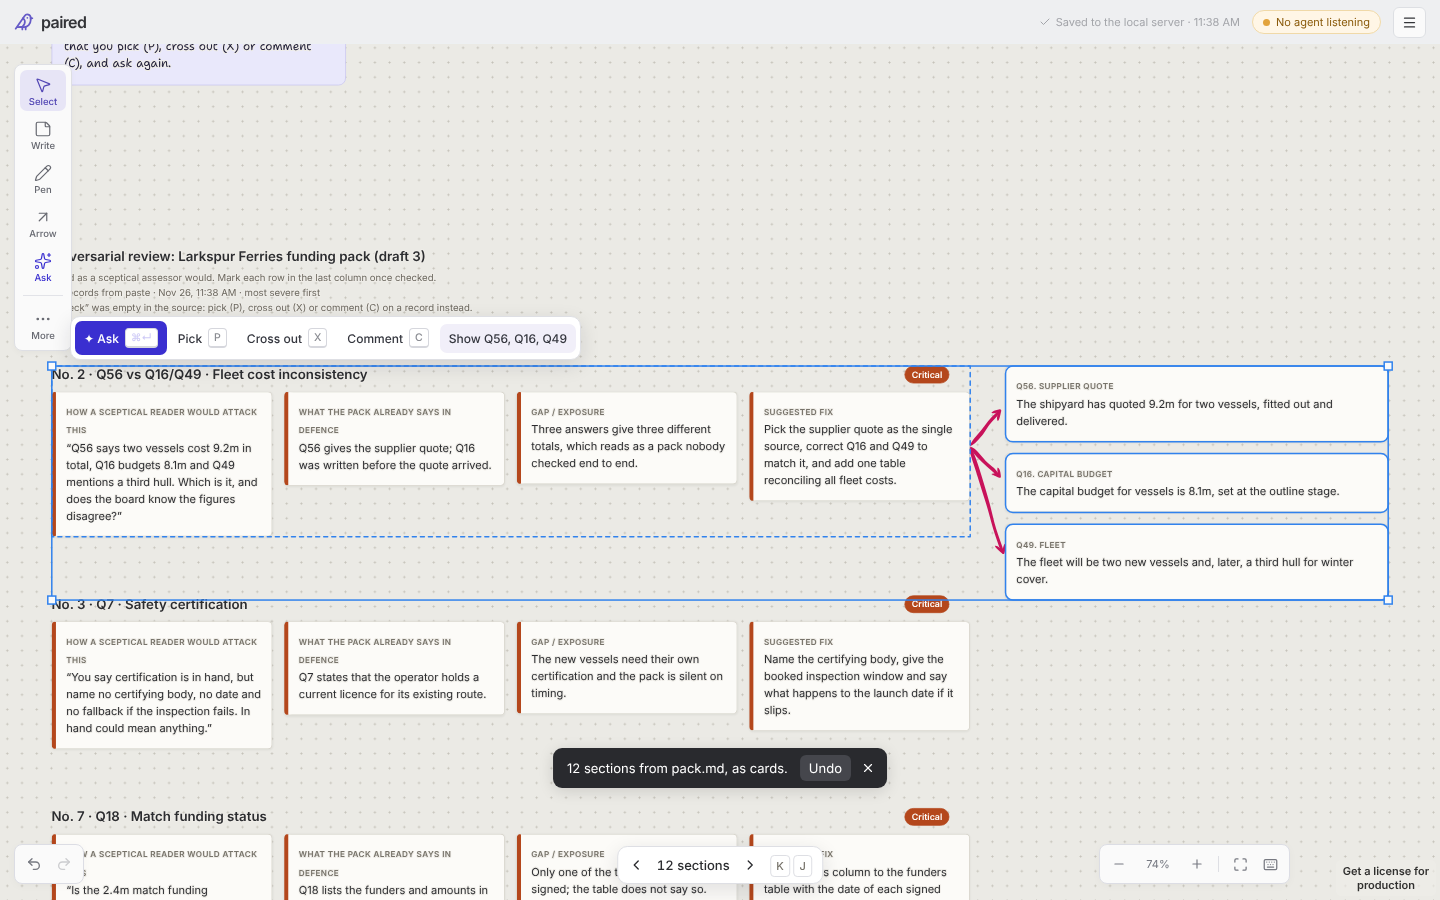 paired
Saved to the local server · 11:38 AM
No agent listening
that you pick (P), cross out (X) or comment
(C), and ask again.
Select
Write
Pen
Arrow
Ask
More
versarial review: Larkspur Ferries funding pack (draft 3)
as a sceptical assessor would. Mark each row in the last column once checked.
ecords from paste · Nov 26, 11:38 AM · most severe first
eck” was empty in the source: pick (P), cross out (X) or comment (C) on a record instead.
Ask ⌘↵
Pick P
Cross out X
Comment C
Show Q56, Q16, Q49
No. 2 · Q56 vs Q16/Q49 · Fleet cost inconsistency
Critical
HOW A SCEPTICAL READER WOULD ATTACK
THIS
“Q56 says two vessels cost 9.2m in
total, Q16 budgets 8.1m and Q49
mentions a third hull. Which is it, and
does the board know the figures
disagree?”
WHAT THE PACK ALREADY SAYS IN
DEFENCE
Q56 gives the supplier quote; Q16
was written before the quote arrived.
GAP / EXPOSURE
Three answers give three different
totals, which reads as a pack nobody
checked end to end.
SUGGESTED FIX
Pick the supplier quote as the single
source, correct Q16 and Q49 to
match it, and add one table
reconciling all fleet costs.
Q56. SUPPLIER QUOTE
The shipyard has quoted 9.2m for two vessels, fitted out and
delivered.
Q16. CAPITAL BUDGET
The capital budget for vessels is 8.1m, set at the outline stage.
Q49. FLEET
The fleet will be two new vessels and, later, a third hull for winter
cover.
No. 3 · Q7 · Safety certification
Critical
HOW A SCEPTICAL READER WOULD ATTACK
THIS
“You say certification is in hand, but
name no certifying body, no date and
no fallback if the inspection fails. In
hand could mean anything.”
WHAT THE PACK ALREADY SAYS IN
DEFENCE
Q7 states that the operator holds a
current licence for its existing route.
GAP / EXPOSURE
The new vessels need their own
certification and the pack is silent on
timing.
SUGGESTED FIX
Name the certifying body, give the
booked inspection window and say
what happens to the launch date if it
slips.
12 sections from pack.md, as cards.
Undo
No. 7 · Q18 · Match funding status
Critical
W A SCEPTICAL READER WOULD ATTACK
S
“Is the 2.4m match funding
WHAT THE PACK ALREADY SAYS IN
DEFENCE
Q18 lists the funders and amounts in
GAP / EXPOSURE
Only one of the
signed; the table does not say so.
FIX
column to the funders
table with the date of each signed
12 sections
K
J
74%
Get a license for
production